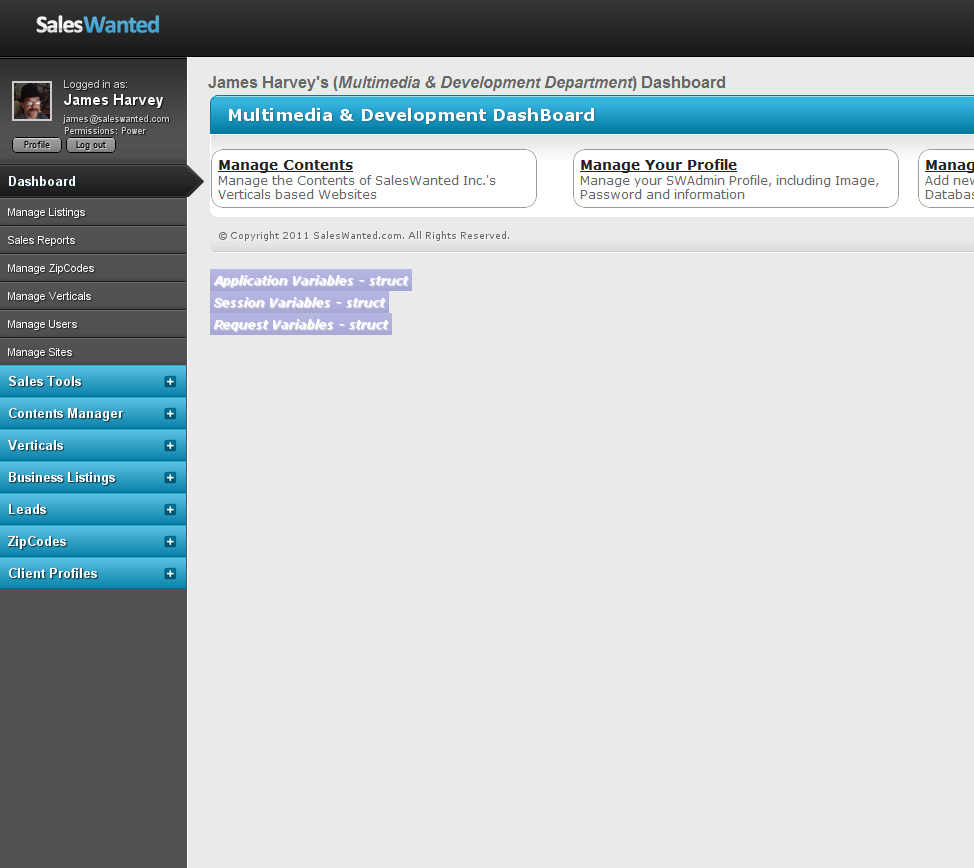 SalesWanted
Logged in as:
James Harvey
james@saleswanted.com
Permissions: Power
Profile Log out
Dashboard
Manage Listings
Sales Reports
Manage ZipCodes
Manage Verticals
Manage Users
Manage Sites
Sales Tools
Contents Manager
Verticals
Business Listings
Leads
ZipCodes
Client Profiles
James Harvey's (Multimedia & Development Department) Dashboard
Multimedia & Development DashBoard
Manage Contents
Manage the Contents of SalesWanted Inc.'s
Verticals based Websites
Manage Your Profile
Manage your SWAdmin Profile, including Image,
Password and information
Manag
Add new
Databas
© Copyright 2011 SalesWanted.com. All Rights Reserved.
Application Variables - struct
Session Variables - struct
Request Variables - struct